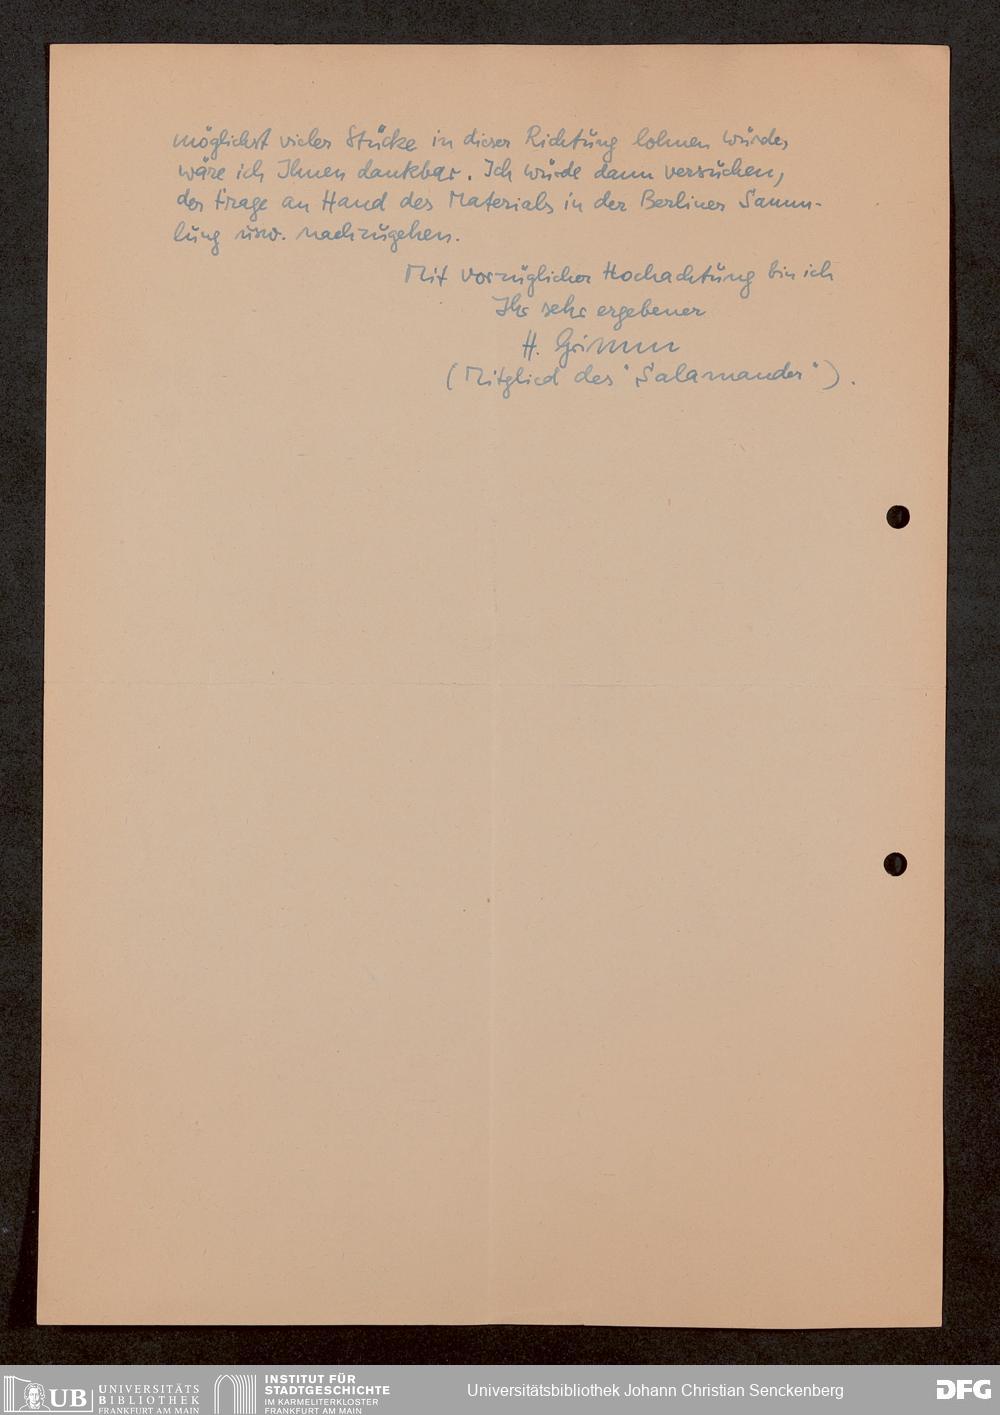 möglichst vieler Stücke in dieser Richtung lohnen würde,
wäre ich Ihnen dankbar. Ich würde dann versuchen,
der Frage an Hand des Materials in der Berliner Samm-
lung usw. nachzugehen.
Mit vorzüglicher Hochachtung bin ich
Ihr sehr ergebener
H. Grimm
(Mitglied des "Salamander").
UB UNIVERSITÄTS
BIBLIOTHEK
FRANKFURT AM MAIN
INSTITUT FÜR
STADTGESCHICHTE
IM KARMELITERKLOSTER
FRANKFURT AM MAIN
Universitätsbibliothek Johann Christian Senckenberg
DFG